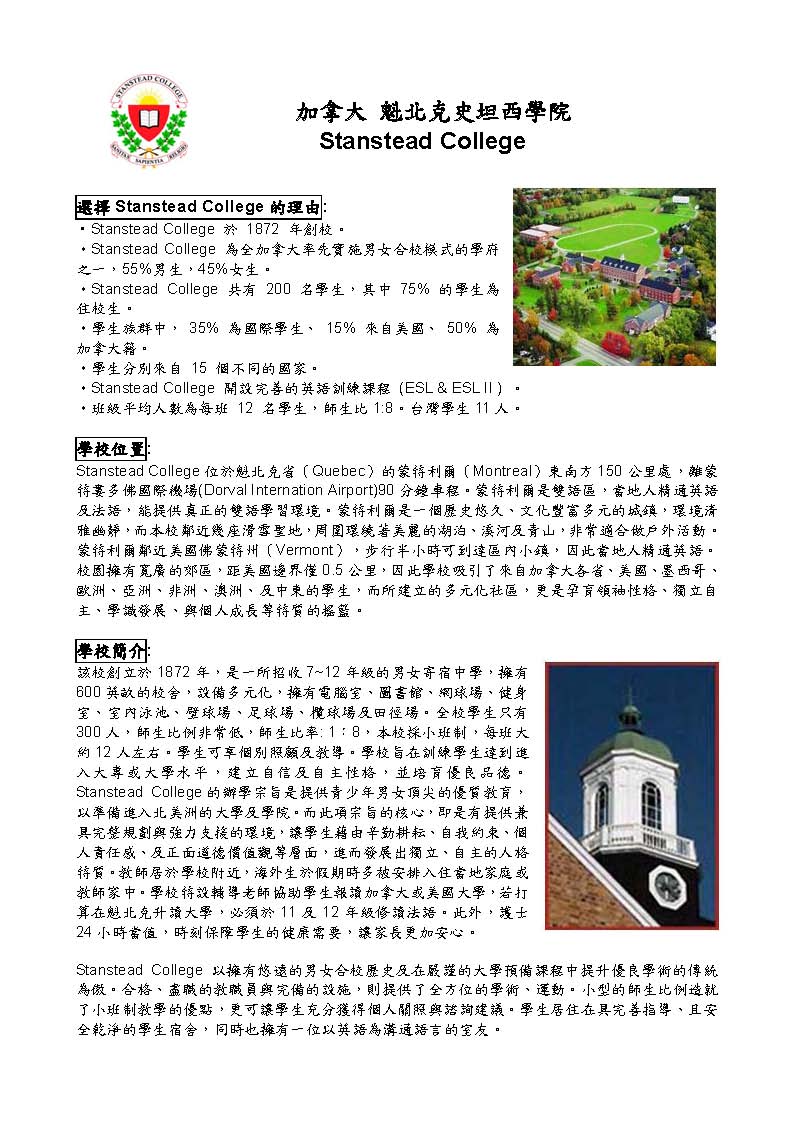 STANSTEAD COLLEGE
加拿大 魁北克史坦西學院
Stanstead College
選擇 Stanstead College 的理由:
•Stanstead College 於 1872 年創校。
•Stanstead College 為全加拿大率先實施男女合校模式的學府
之一，55%男生，45%女生。
•Stanstead College 共有 200 名學生，其中 75% 的學生為
住校生。
•學生族群中， 35% 為國際學生、 15% 來自美國、 50% 為
加拿大籍。
•學生分別來自 15 個不同的國家。
•Stanstead College 開設完善的英語訓練課程（ESL & ESL II）。
•班級平均人數為每班 12 名學生，師生比 1:8。台灣學生 11 人。
學校位置:
Stanstead College 位於魁北克省（Quebec）的蒙特利爾（Montreal）東南方 150 公里處，離蒙
特婁多佛國際機場(Dorval Internation Airport)90 分鐘車程。蒙特利爾是雙語區，當地人精通英語
及法語，能提供真正的雙語學習環境。蒙特利爾是一個歷史悠久、文化豐富多元的城鎮，環境清
雅幽靜，而本校鄰近幾座滑雪聖地，周圍環繞著美麗的湖泊、溪河及青山，非常適合做戶外活動。
蒙特利爾鄰近美國佛蒙特州（Vermont），步行半小時可到達區內小鎮，因此當地人精通英語。
校園擁有寬廣的郊區，距美國邊界僅 0.5 公里，因此學校吸引了來自加拿大各省、美國、墨西哥、
歐洲、亞洲、非洲、澳洲、及中東的學生，而所建立的多元化社區，更是孕育領袖性格、獨立自
主、學識發展、與個人成長等特質的搖籃。
學校簡介:
該校創立於 1872 年，是一所招收 7~12 年級的男女寄宿中學，擁有
600 英畝的校舍，設備多元化，擁有電腦室、圖書館、網球場、健身
室、室內泳池、壁球場、足球場、欖球場及田徑場。全校學生只有
300 人，師生比例非常低，師生比率: 1：8，本校採小班制，每班大
約 12 人左右。學生可享個別照顧及教導。學校旨在訓練學生達到進
入大專或大學水平，建立自信及自主性格，並培育優良品德。
Stanstead College 的辦學宗旨是提供青少年男女頂尖的優質教育，
以準備進入北美洲的大學及學院。而此項宗旨的核心，即是有提供兼
具完整規劃與強力支援的環境，讓學生藉由辛勤耕耘、自我約束、個
人責任感、及正面道德價值觀等層面，進而發展出獨立、自主的人格
特質。教師居於學校附近，海外生於假期時多被安排入住當地家庭或
教師家中。學校特設輔導老師協助學生報讀加拿大或美國大學，若打
算在魁北克升讀大學，必須於 11 及 12 年級修讀法語。此外，護士
24 小時當值，時刻保障學生的健康需要，讓家長更加安心。
Stanstead College 以擁有悠遠的男女合校歷史及在嚴謹的大學預備課程中提升優良學術的傳統
為傲。合格、盡職的教職員與完備的設施，則提供了全方位的學術、運動。小型的師生比例造就
了小班制教學的優點，更可讓學生充分獲得個人關照與諮詢建議。學生居住在具完善指導、且安
全乾淨的學生宿舍，同時也擁有一位以英語為溝通語言的室友。